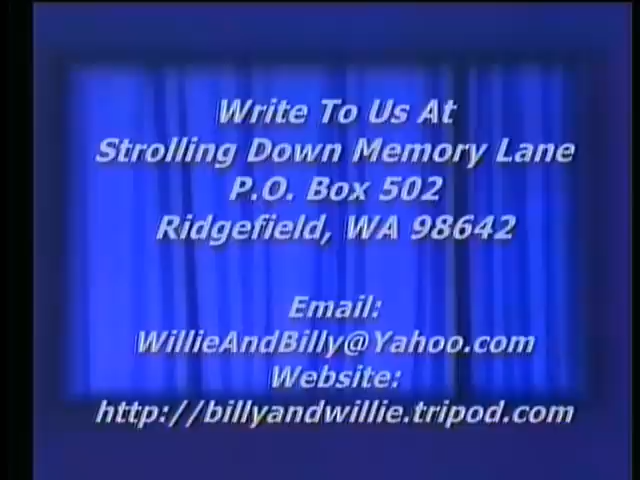 Write To Us At
Strolling Down Memory Lane
P.O. Box 502
Ridgefield, WA 98642
Email:
WillieAndBilly@Yahoo.com
Website:
http://billyandwillie.tripod.com